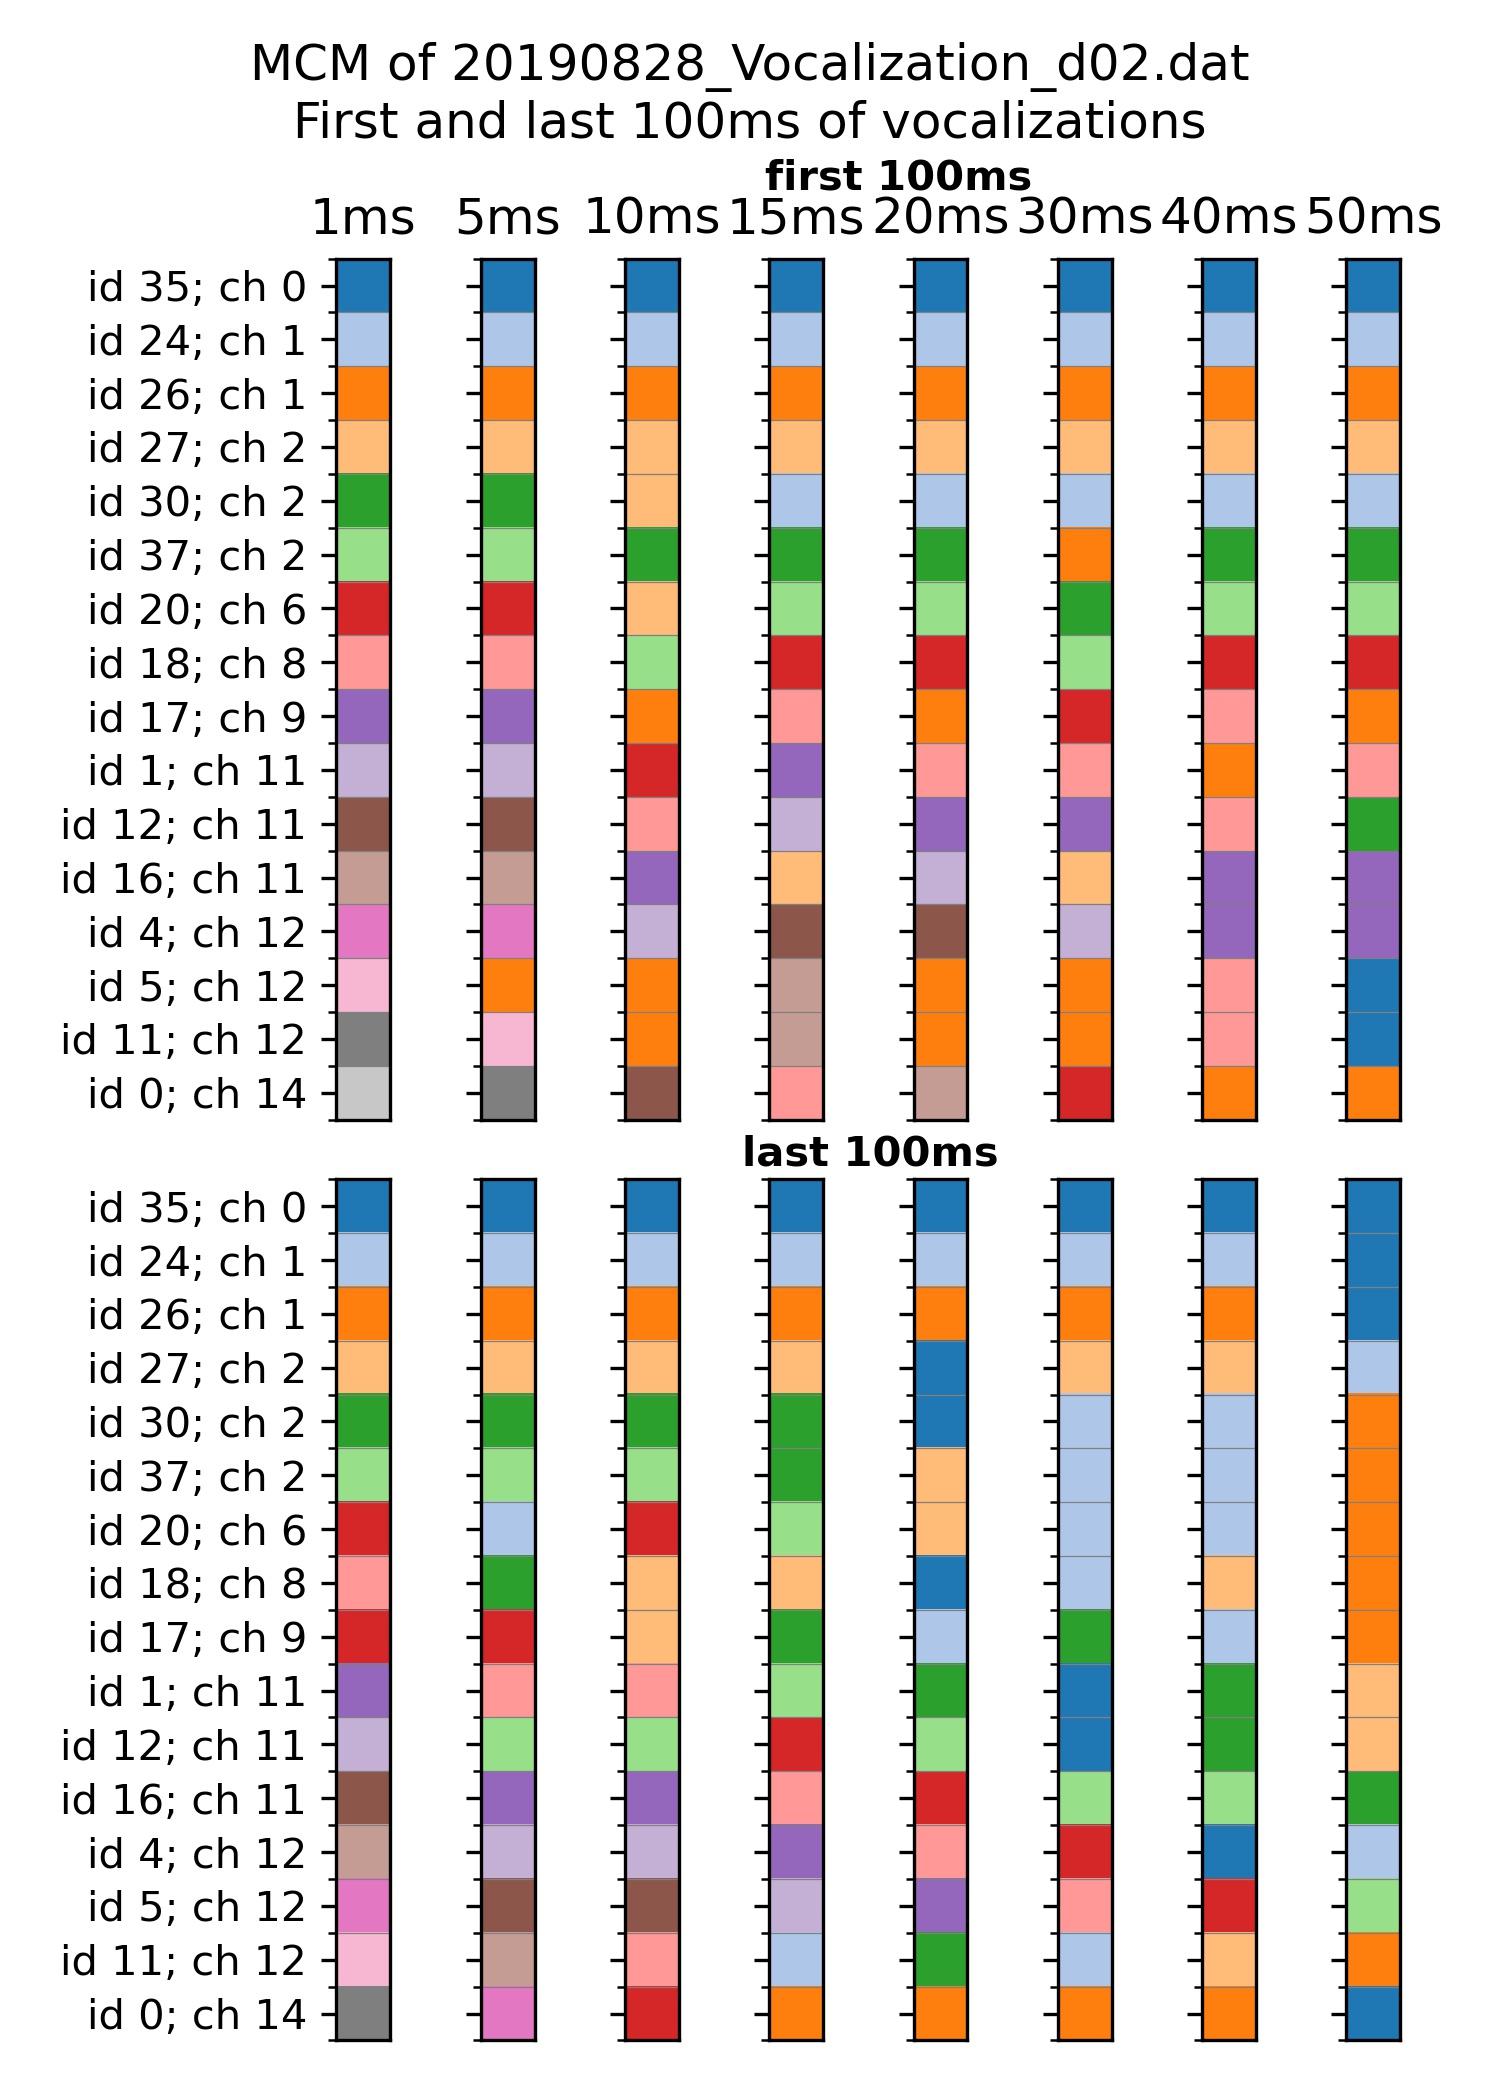 MCM of 20190828_Vocalization_d02.dat
First and last 100ms of vocalizations
first 100ms
1ms 5ms 10ms 15ms 20ms 30ms 40ms 50ms
id 35; ch 0
id 24; ch 1
id 26; ch 1
id 27; ch 2
id 30; ch 2
id 37; ch 2
id 20; ch 6
id 18; ch 8
id 17; ch 9
id 1; ch 11
id 12; ch 11
id 16; ch 11
id 4; ch 12
id 5; ch 12
id 11; ch 12
id 0; ch 14
last 100ms
id 35; ch 0
id 24; ch 1
id 26; ch 1
id 27; ch 2
id 30; ch 2
id 37; ch 2
id 20; ch 6
id 18; ch 8
id 17; ch 9
id 1; ch 11
id 12; ch 11
id 16; ch 11
id 4; ch 12
id 5; ch 12
id 11; ch 12
id 0; ch 14